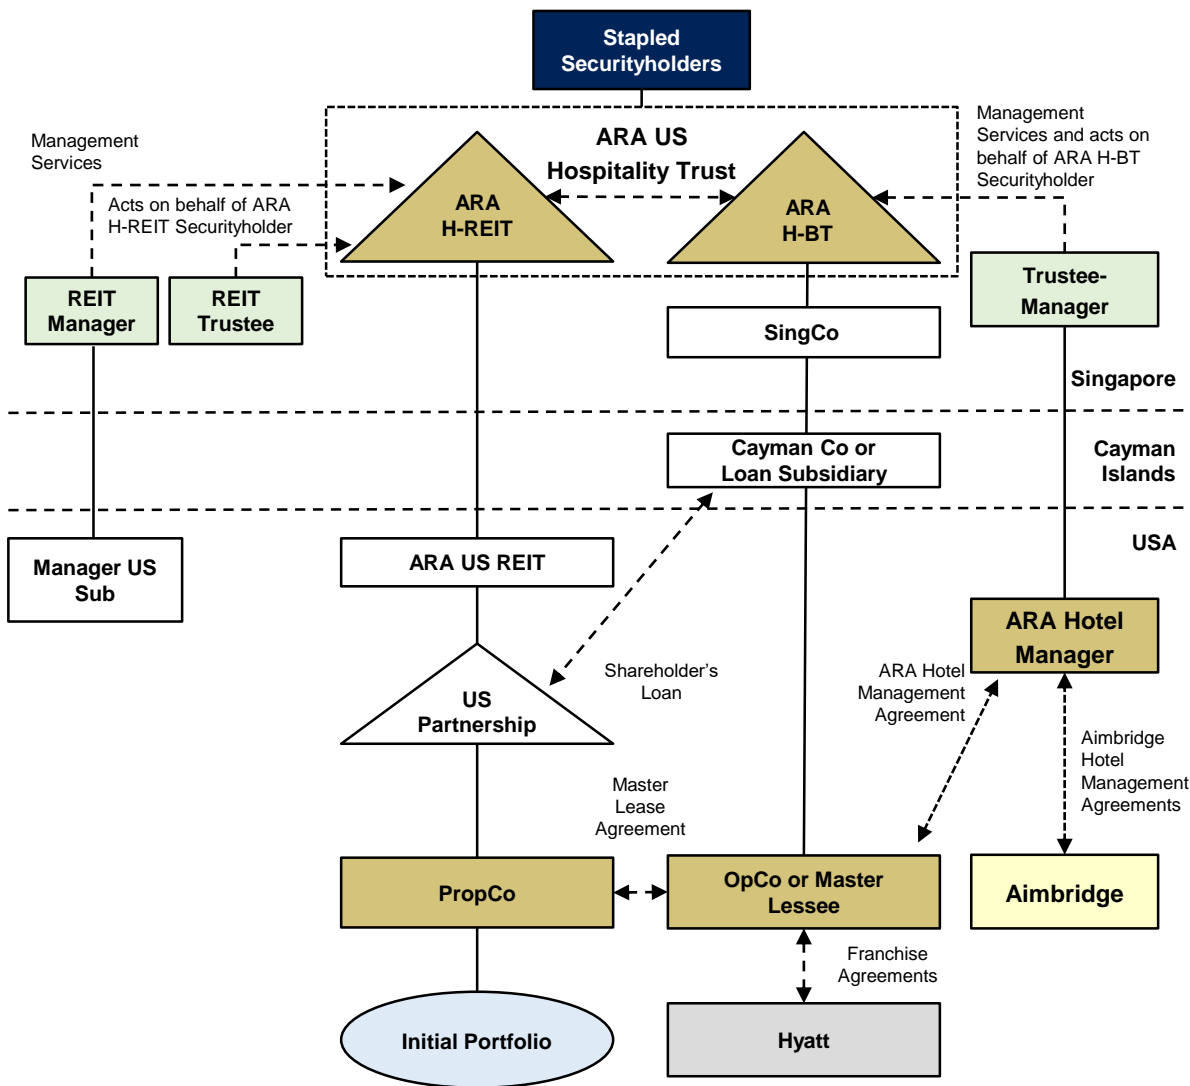 Stapled
Securityholders
Management
Services
ARA US
Hospitality Trust
Management
Services and acts on
behalf of ARA H-BT
Securityholder
Acts on behalf of ARA
H-REIT Securityholder
ARA
H-REIT
ARA
H-BT
REIT
Manager
REIT
Trustee
Trustee-
Manager
SingCo
Singapore
Cayman Co or
Loan Subsidiary
Cayman
Islands
USA
Manager US
Sub
ARA US REIT
ARA Hotel
Manager
Shareholder’s
Loan
ARA Hotel
Management
Agreement
US
Partnership
Aimbridge
Hotel
Management
Agreements
Master
Lease
Agreement
PropCo
OpCo or Master
Lessee
Aimbridge
Franchise
Agreements
Initial Portfolio
Hyatt